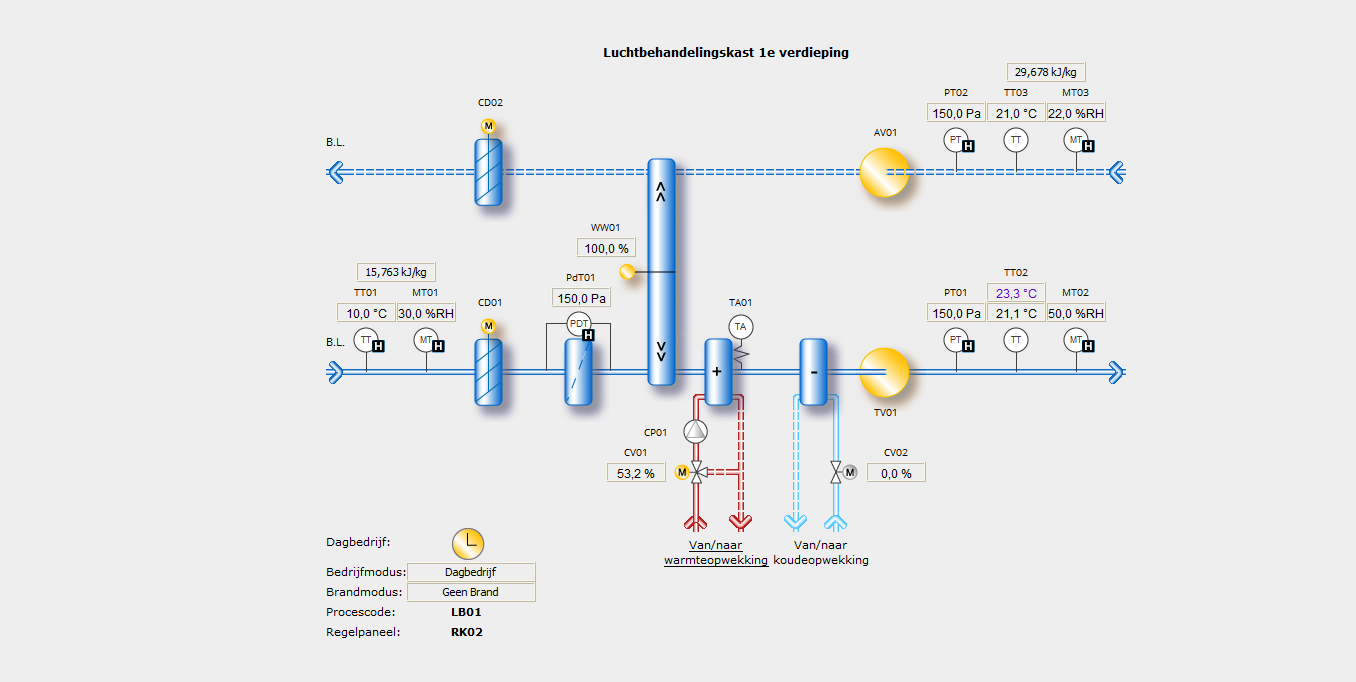 Luchtbehandelingskast 1e verdieping
29,678 kJ/kg
PT02 TT03 MT03
150,0 Pa 21,0 °C 22,0 %RH
PT H TT MT H
CD02
M
B.L.
AV01
WW01
100,0 %
15,763 kJ/kg
TT01 MT01
10,0 °C 30,0 %RH
TT H MT H
B.L.
CD01
M
PdT01
150,0 Pa
PDT H
TA01
TA
+
-
TT02
23,3 °C
PT01 MT02
150,0 Pa 21,1 °C 50,0 %RH
PT H TT MT H
TV01
CP01
CV01
53,2 %
M
CV02
M
0,0 %
Van/naar
warmteopwekking
Van/naar
koudeopwekking
Dagbedrijf:
Bedrijfmodus: Dagbedrijf
Brandmodus: Geen Brand
Procescode: LB01
Regelpaneel: RK02